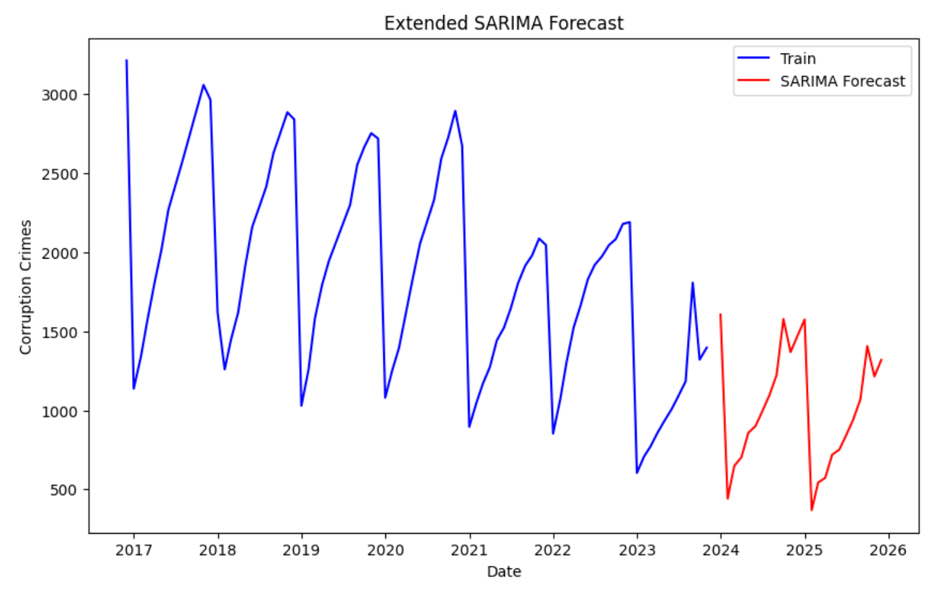 Extended SARIMA Forecast
Train
SARIMA Forecast
Corruption Crimes
3000
2500
2000
1500
1000
500
2017 2018 2019 2020 2021 2022 2023 2024 2025 2026
Date